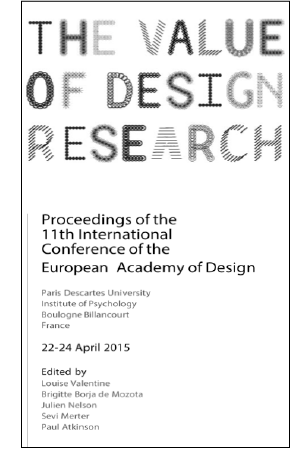 THE VALUE
OF DESIGN
RESEARCH
Proceedings of the
11th International
Conference of the
European Academy of Design
Paris Descartes University
Institute of Psychology
Boulogne Billancourt
France
22-24 April 2015
Edited by
Louise Valentine
Brigitte Borja de Mozota
Julien Nelson
Sevi Merter
Paul Atkinson